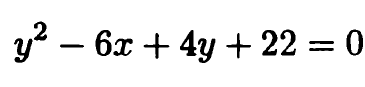 y² − 6x + 4y + 22 = 0